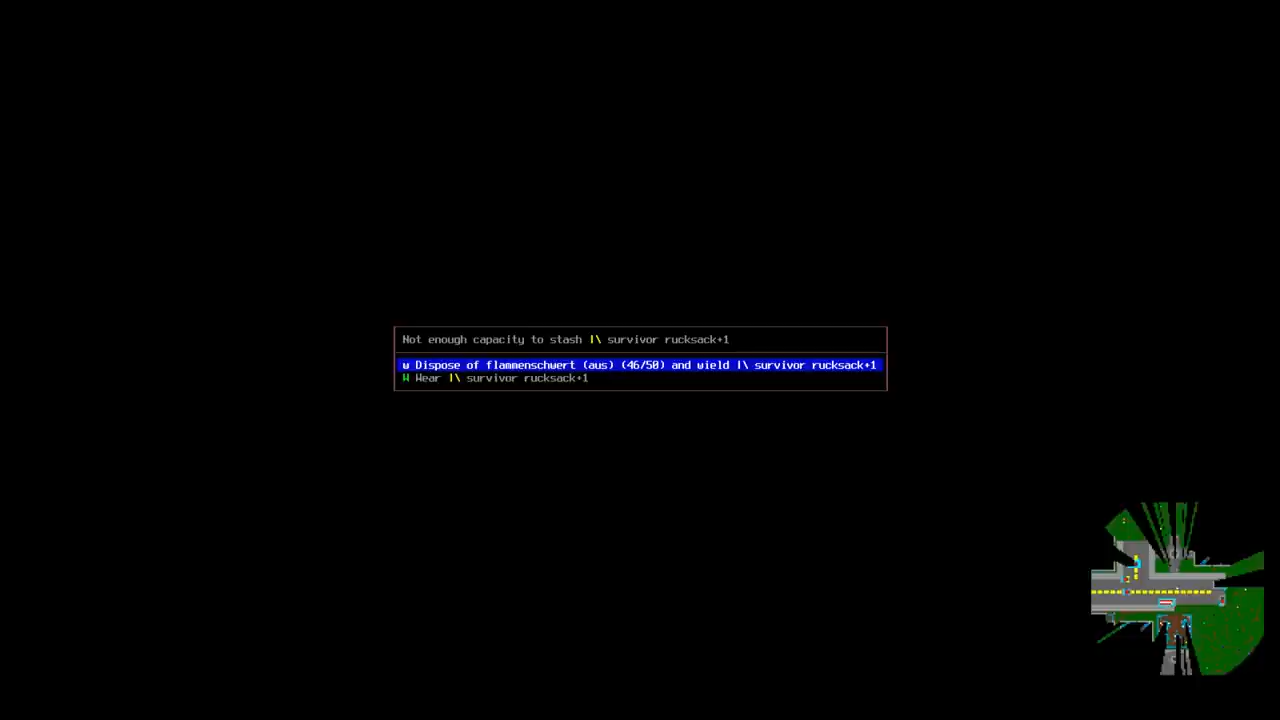 Not enough capacity to stash |\ survivor rucksack+1
w Dispose of flammenschwert (aus) (46/50) and wield |\ survivor rucksack+1
W Wear |\ survivor rucksack+1